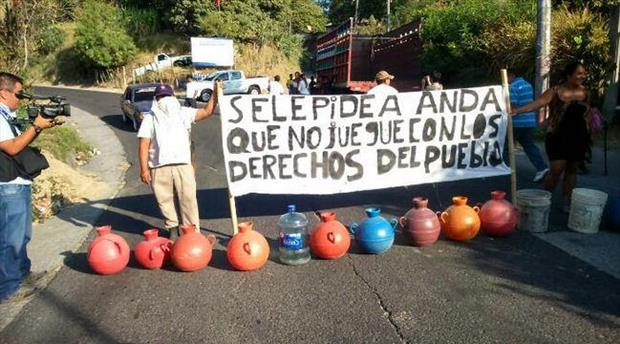 SE LE PIDE A ANDA
QUE NO JUEGUE CON LOS
DERECHOS DEL PUEBLO